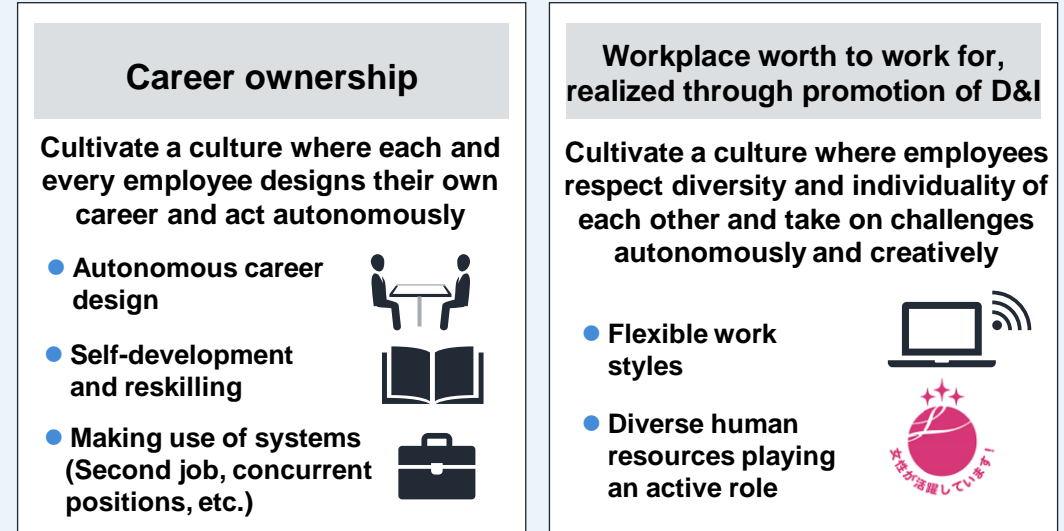 Career ownership
Cultivate a culture where each and
every employee designs their own
career and act autonomously
Autonomous career
design
Self-development
and reskilling
Making use of systems
(Second job, concurrent
positions, etc.)
Workplace worth to work for,
realized through promotion of D&I
Cultivate a culture where employees
respect diversity and individuality of
each other and take on challenges
autonomously and creatively
Flexible work
styles
Diverse human
resources playing
an active role
女性が活躍しています!